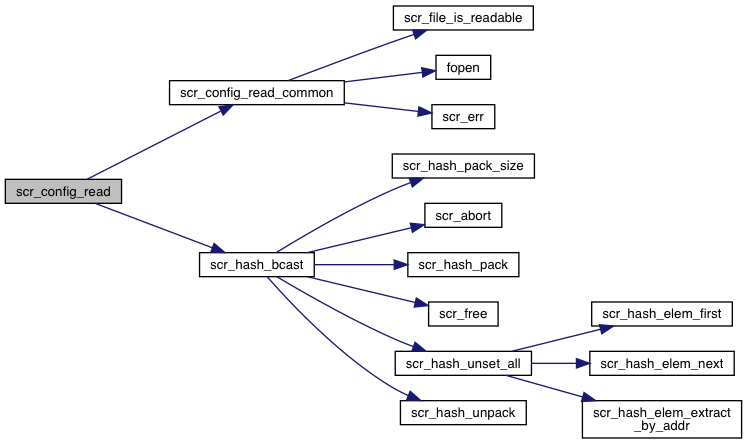 scr_file_is_readable
fopen
scr_config_read_common
scr_err
scr_hash_pack_size
scr_config_read
scr_abort
scr_hash_bcast
scr_hash_pack
scr_free
scr_hash_elem_first
scr_hash_unset_all
scr_hash_elem_next
scr_hash_unpack
scr_hash_elem_extract
_by_addr